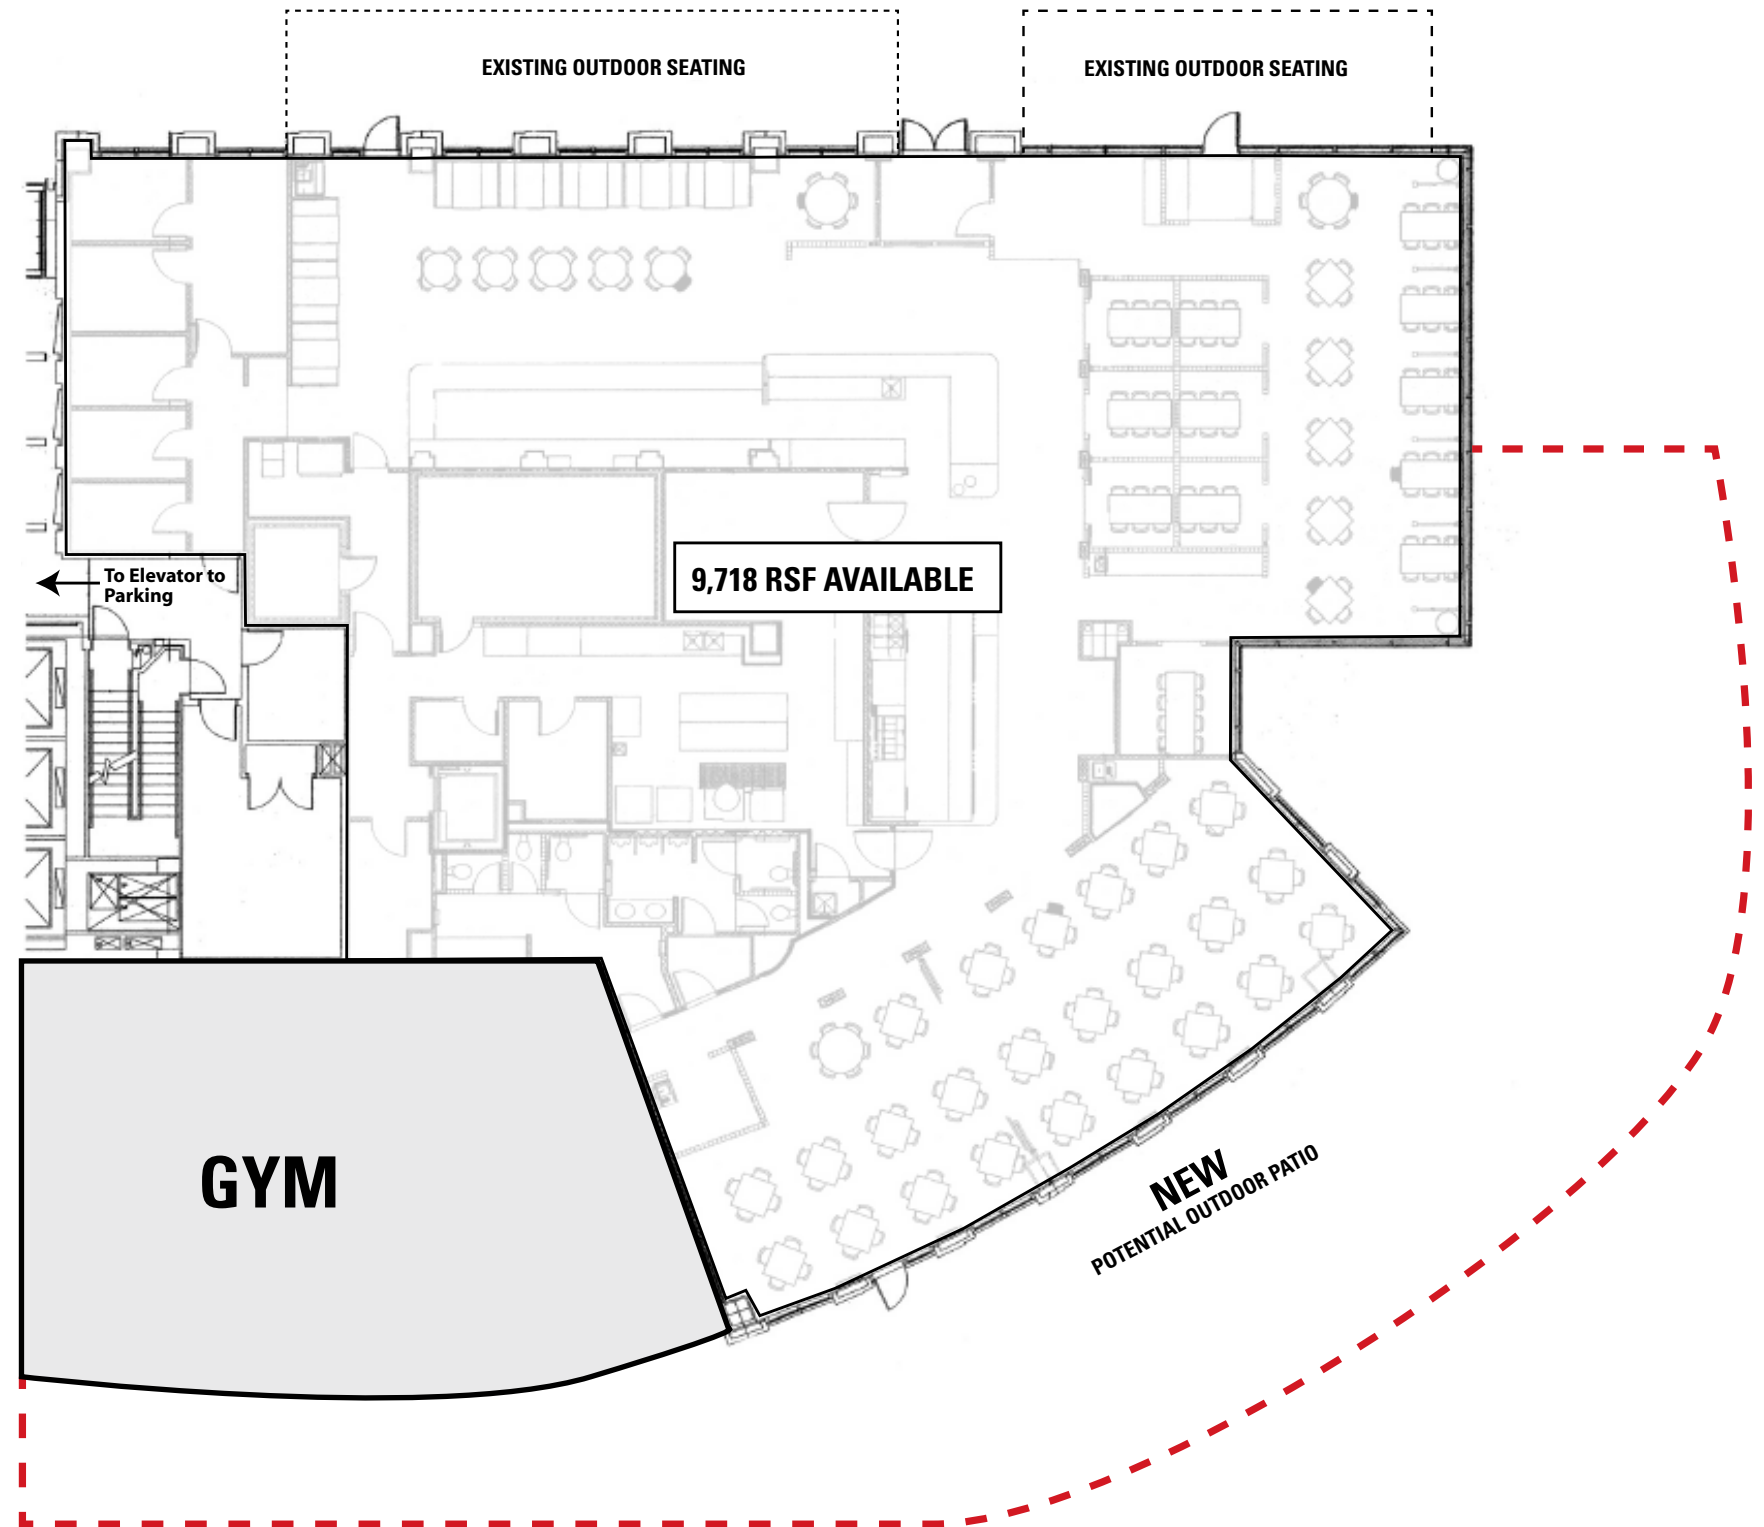 EXISTING OUTDOOR SEATING
EXISTING OUTDOOR SEATING
9,718 RSF AVAILABLE
To Elevator to
Parking
GYM
NEW
POTENTIAL OUTDOOR PATIO